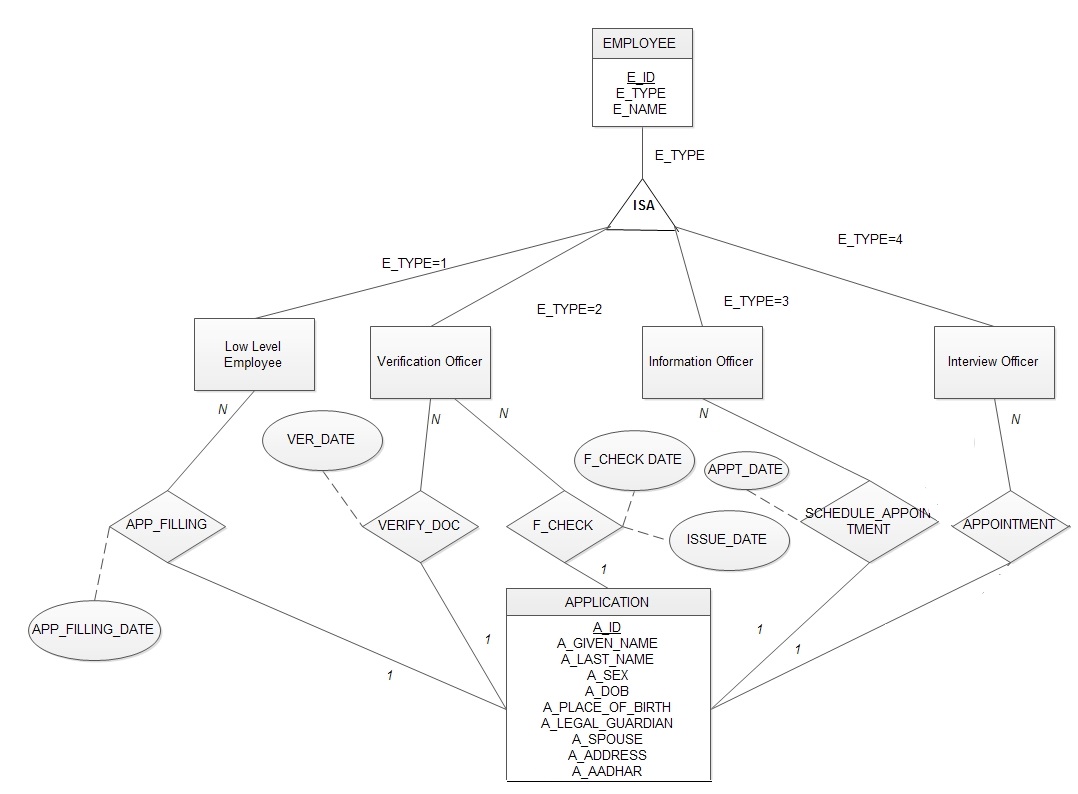 EMPLOYEE
E_ID
E_TYPE
E_NAME
E_TYPE
ISA
E_TYPE=1
E_TYPE=2
E_TYPE=3
E_TYPE=4
Low Level
Employee
Verification Officer
Information Officer
Interview Officer
N
N
N
N
N
VER_DATE
F_CHECK DATE
APPT_DATE
APP_FILLING
VERIFY_DOC
F_CHECK
ISSUE_DATE
SCHEDULE_APPOIN
TMENT
APPOINTMENT
APP_FILLING_DATE
1
1
1
1
1
APPLICATION
A_ID
A_GIVEN_NAME
A_LAST_NAME
A_SEX
A_DOB
A_PLACE_OF_BIRTH
A_LEGAL_GUARDIAN
A_SPOUSE
A_ADDRESS
A_AADHAR